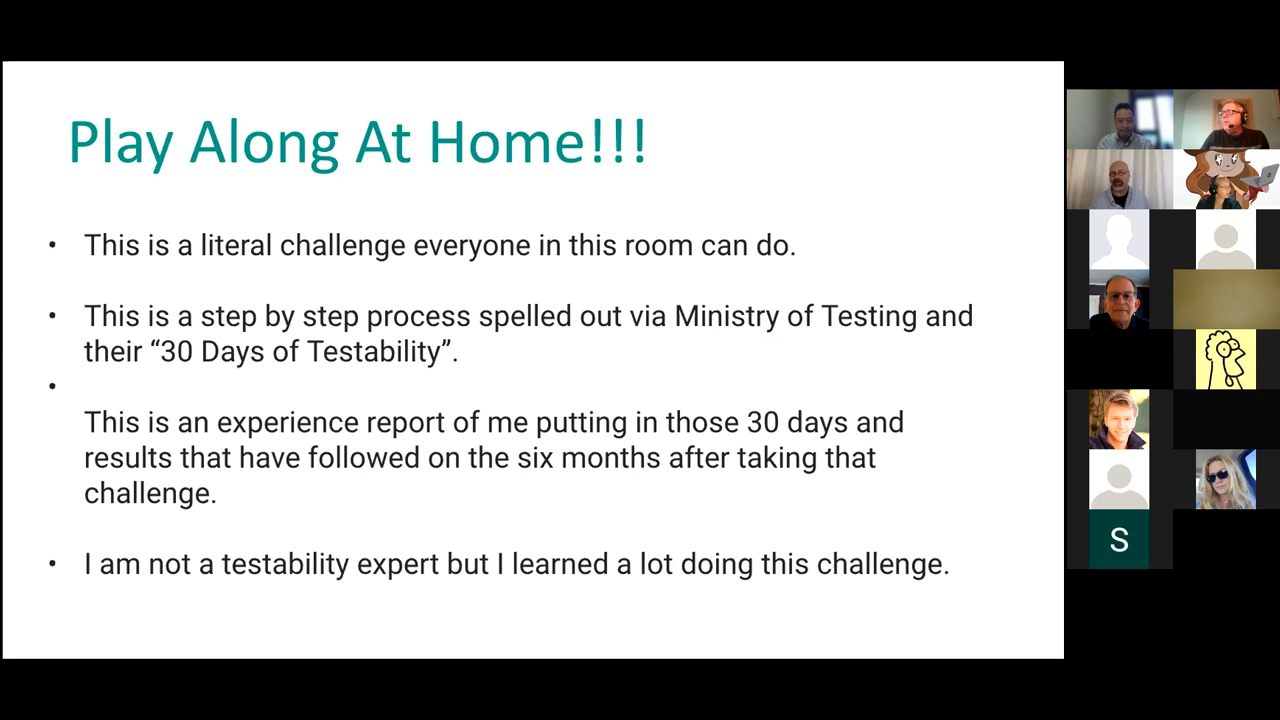 Play Along At Home!!!
• This is a literal challenge everyone in this room can do.
• This is a step by step process spelled out via Ministry of Testing and
their “30 Days of Testability”.
•
This is an experience report of me putting in those 30 days and
results that have followed on the six months after taking that
challenge.
• I am not a testability expert but I learned a lot doing this challenge.
S